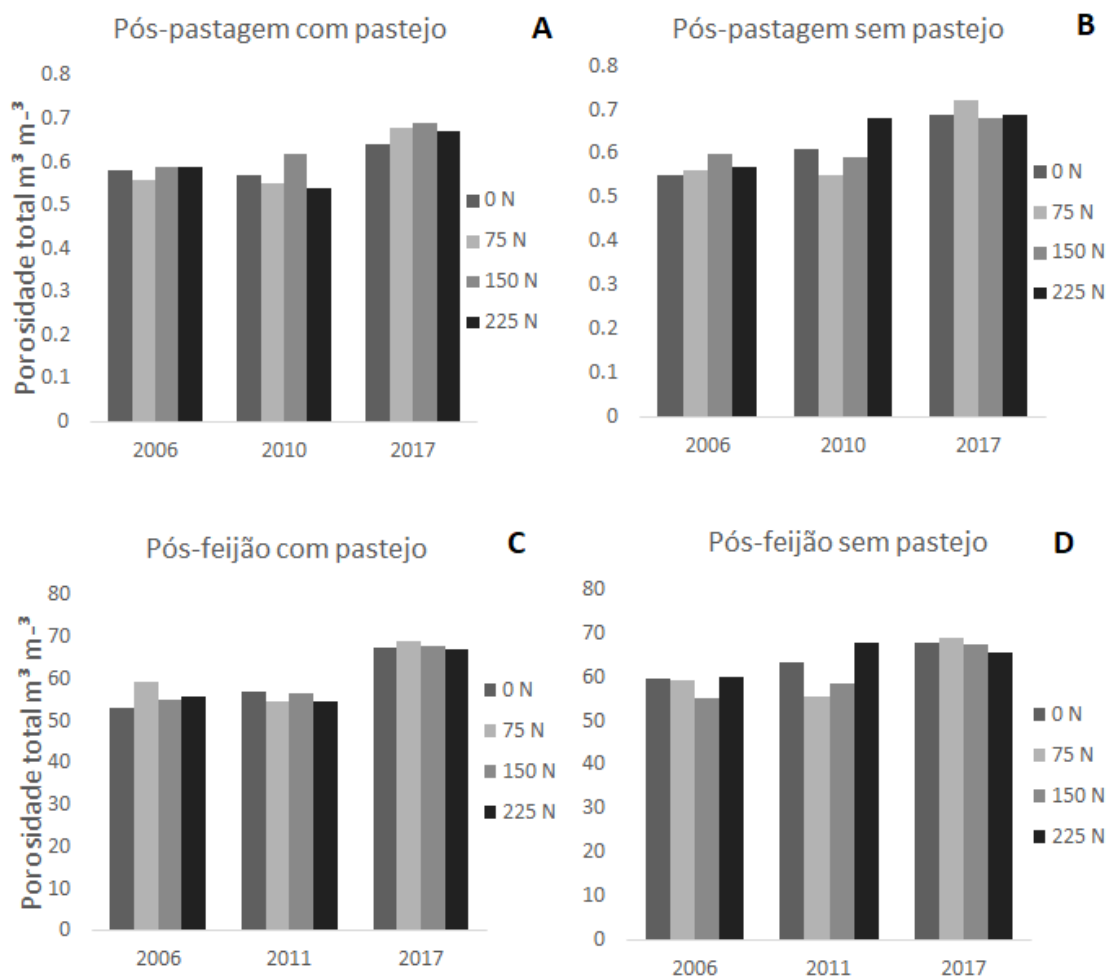 Pós-pastagem com pastejo
A
Porosidade total m³ m-³
0.8
0.7
0.6
0.5
0.4
0.3
0.2
0.1
0
2006
2010
2017
0 N
75 N
150 N
225 N
Pós-pastagem sem pastejo
B
0.8
0.7
0.6
0.5
0.4
0.3
0.2
0.1
0
2006
2010
2017
0 N
75 N
150 N
225 N
Pós-feijão com pastejo
C
Porosidade total m³ m-³
80
70
60
50
40
30
20
10
0
2006
2011
2017
0 N
75 N
150 N
225 N
Pós-feijão sem pastejo
D
80
70
60
50
40
30
20
10
0
2006
2011
2017
0 N
75 N
150 N
225 N